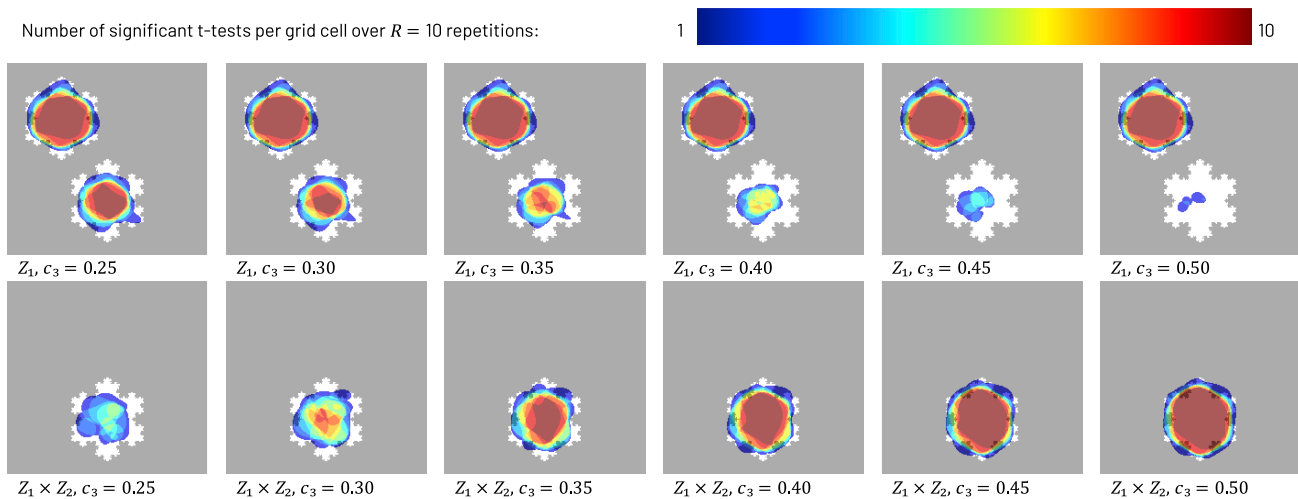 Number of significant t-tests per grid cell over R = 10 repetitions:
1
10
Z₁, c₃ = 0.25
Z₁, c₃ = 0.30
Z₁, c₃ = 0.35
Z₁, c₃ = 0.40
Z₁, c₃ = 0.45
Z₁, c₃ = 0.50
Z₁ × Z₂, c₃ = 0.25
Z₁ × Z₂, c₃ = 0.30
Z₁ × Z₂, c₃ = 0.35
Z₁ × Z₂, c₃ = 0.40
Z₁ × Z₂, c₃ = 0.45
Z₁ × Z₂, c₃ = 0.50